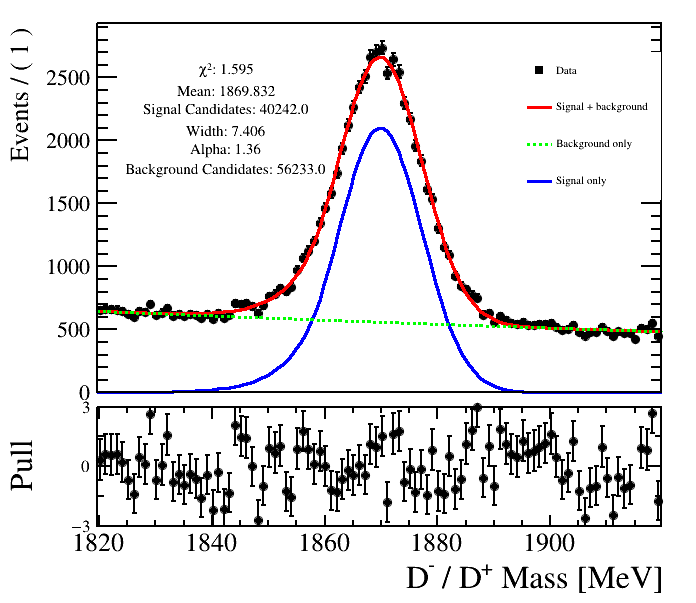 Events / ( 1 )
2500
2000
1500
1000
500
0
χ²: 1.595
Mean: 1869.832
Signal Candidates: 40242.0
Width: 7.406
Alpha: 1.36
Background Candidates: 56233.0
Data
Signal + background
Background only
Signal only
Pull
3
0
−3
1820 1840 1860 1880 1900
D⁻ / D⁺ Mass [MeV]